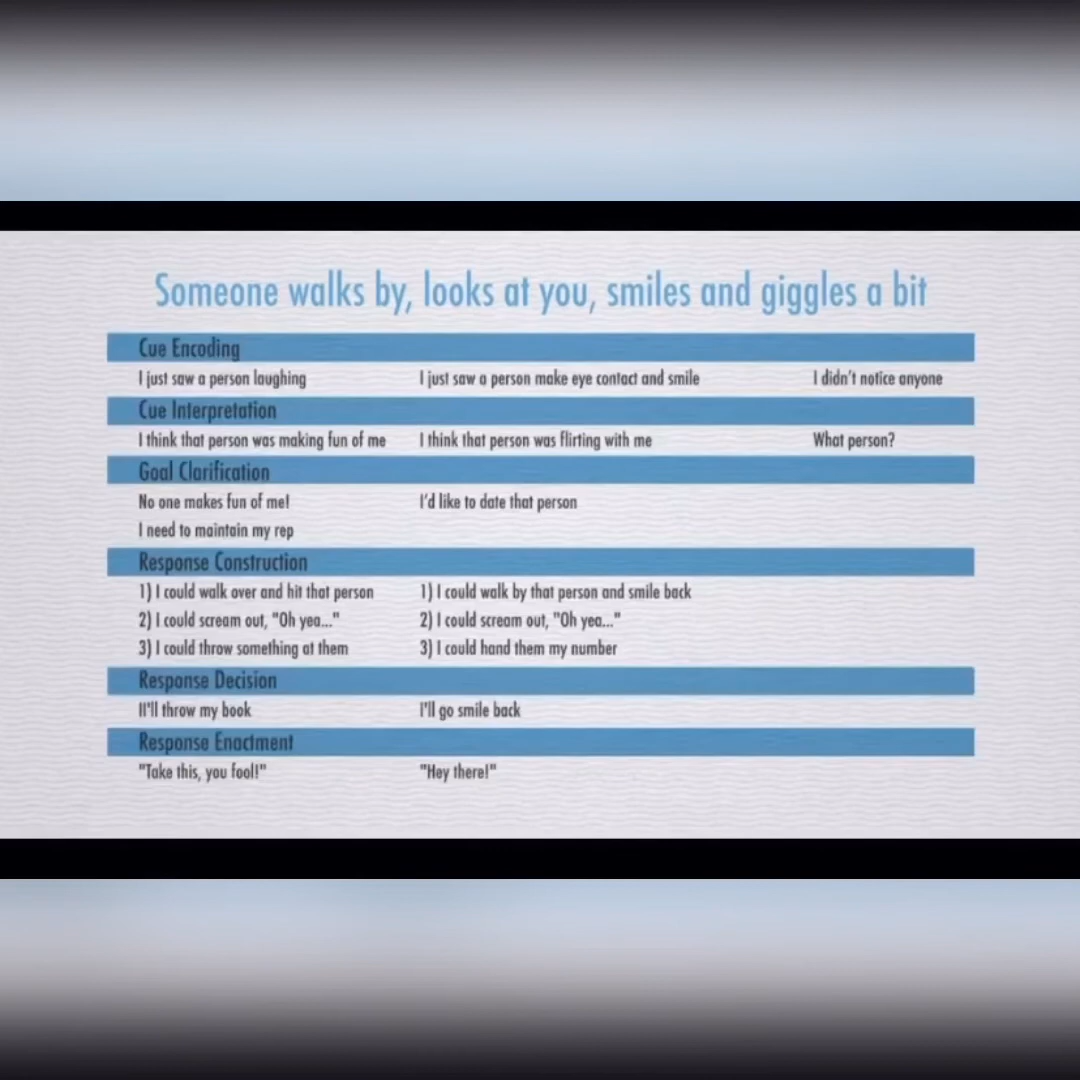 Someone walks by, looks at you, smiles and giggles a bit
Cue Encoding
I just saw a person laughing I just saw a person make eye contact and smile I didn't notice anyone
Cue Interpretation
I think that person was making fun of me I think that person was flirting with me What person?
Goal Clarification
No one makes fun of me! I'd like to date that person
I need to maintain my rep
Response Construction
1) I could walk over and hit that person 1) I could walk by that person and smile back
2) I could scream out, "Oh yea..." 2) I could scream out, "Oh yea..."
3) I could throw something at them 3) I could hand them my number
Response Decision
II'll throw my book I'll go smile back
Response Enactment
"Take this, you fool!" "Hey there!"